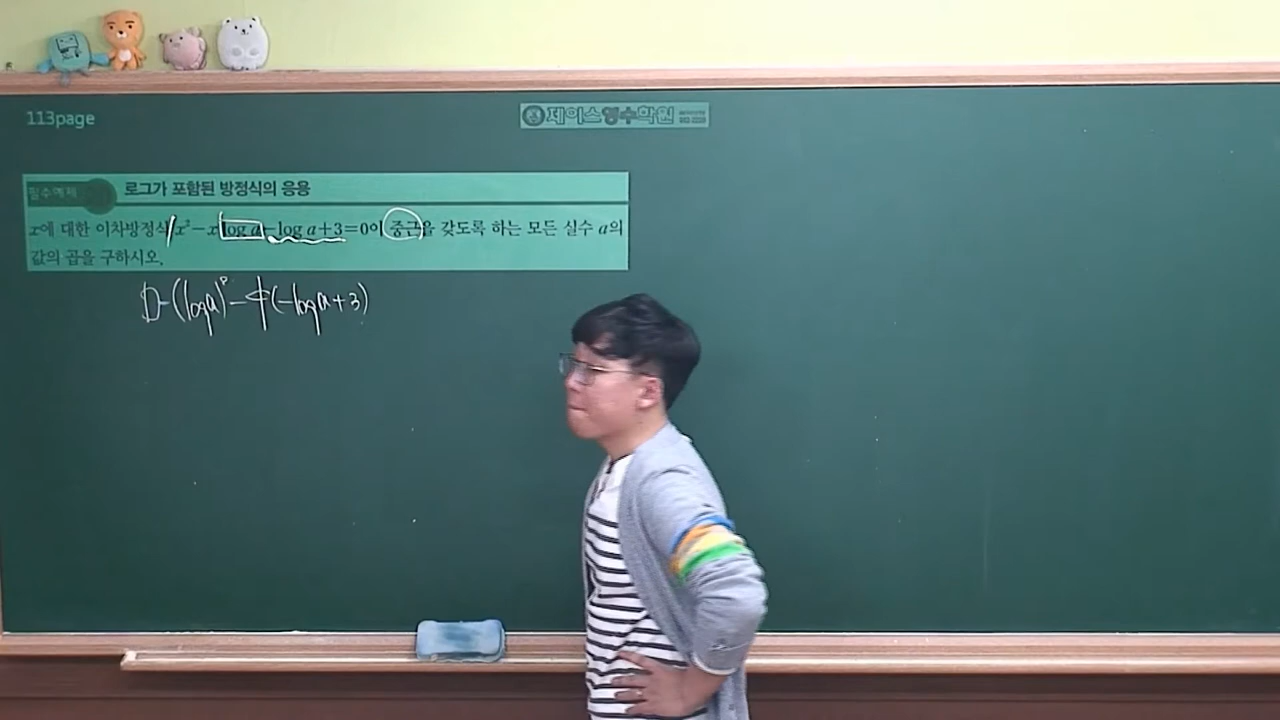 113page
제이스영수학원
필수예제
로그가 포함된 방정식의 응용
x에 대한 이차방정식 x²−x log a−log a+3=0이 중근을 갖도록 하는 모든 실수 a의
값의 곱을 구하시오.
D=(log a)²−4(−log a+3)